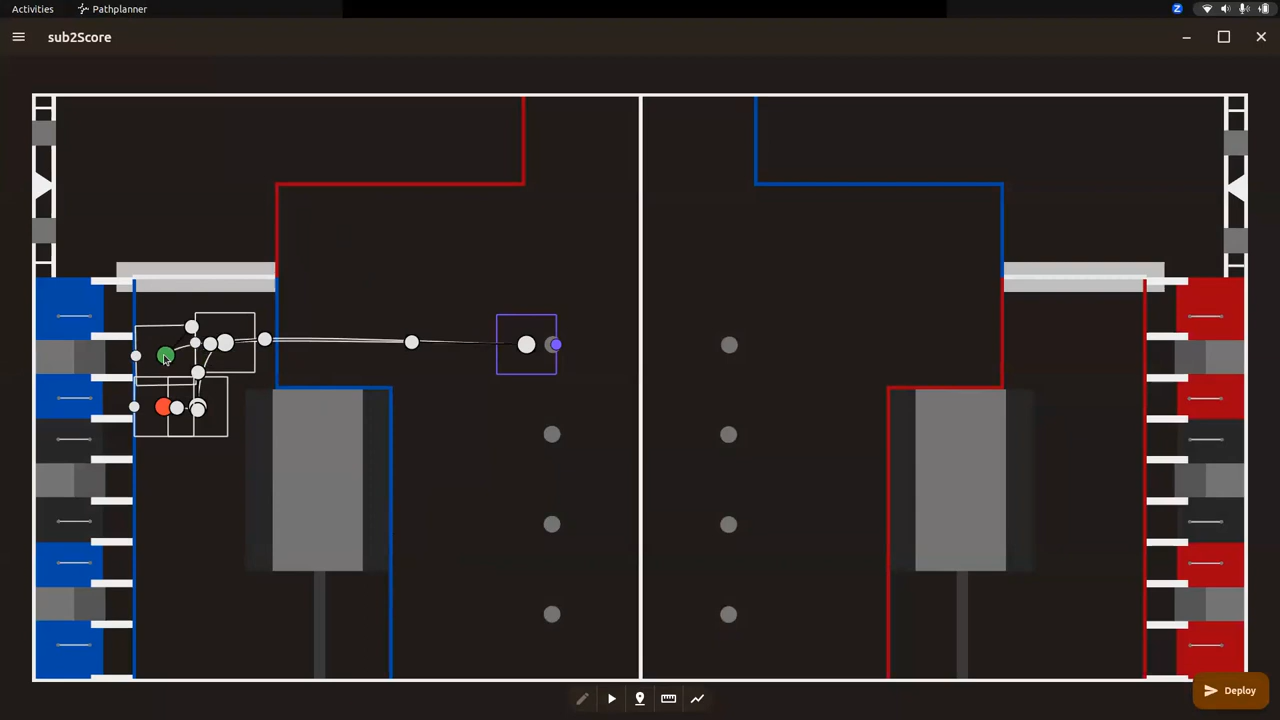 Activities
Pathplanner
Z
sub2Score
Deploy